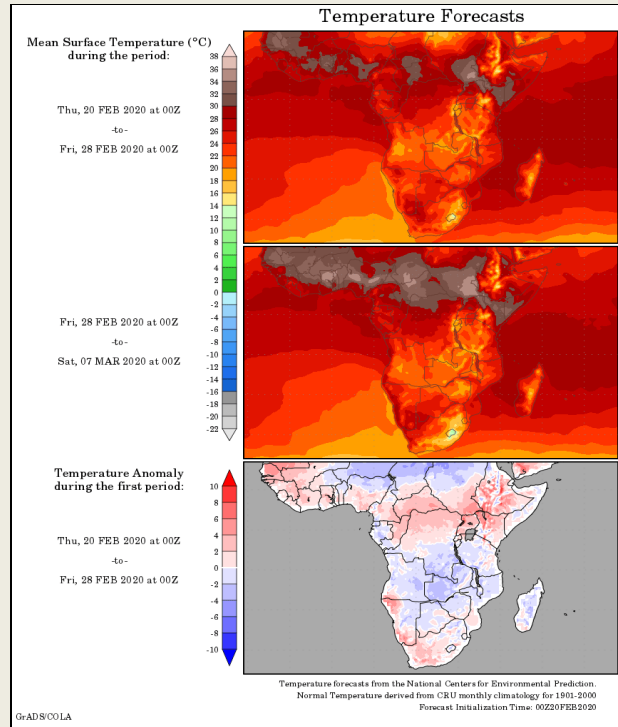 Temperature Forecasts
Mean Surface Temperature (°C)
during the period:
Thu, 20 FEB 2020 at 00Z
-to-
Fri, 28 FEB 2020 at 00Z
38
36
34
32
30
28
26
24
22
20
18
16
14
12
10
8
6
4
2
0
-2
-4
-6
-8
-10
-12
-14
-16
-18
-20
-22
Fri, 28 FEB 2020 at 00Z
-to-
Sat, 07 MAR 2020 at 00Z
Temperature Anomaly
during the first period:
Thu, 20 FEB 2020 at 00Z
-to-
Fri, 28 FEB 2020 at 00Z
10
8
6
4
2
0
-2
-4
-6
-8
-10
Temperature forecasts from the National Centers for Environmental Prediction.
Normal Temperature derived from CRU monthly climatology for 1901-2000
Forecast Initialization Time: 00Z20FEB2020
GrADS/COLA